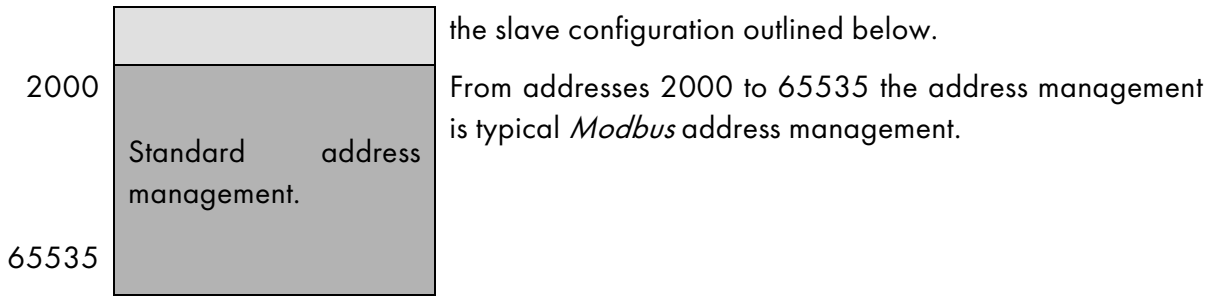 the slave configuration outlined below.
2000
From addresses 2000 to 65535 the address management
is typical Modbus address management.
Standard address
management.
65535